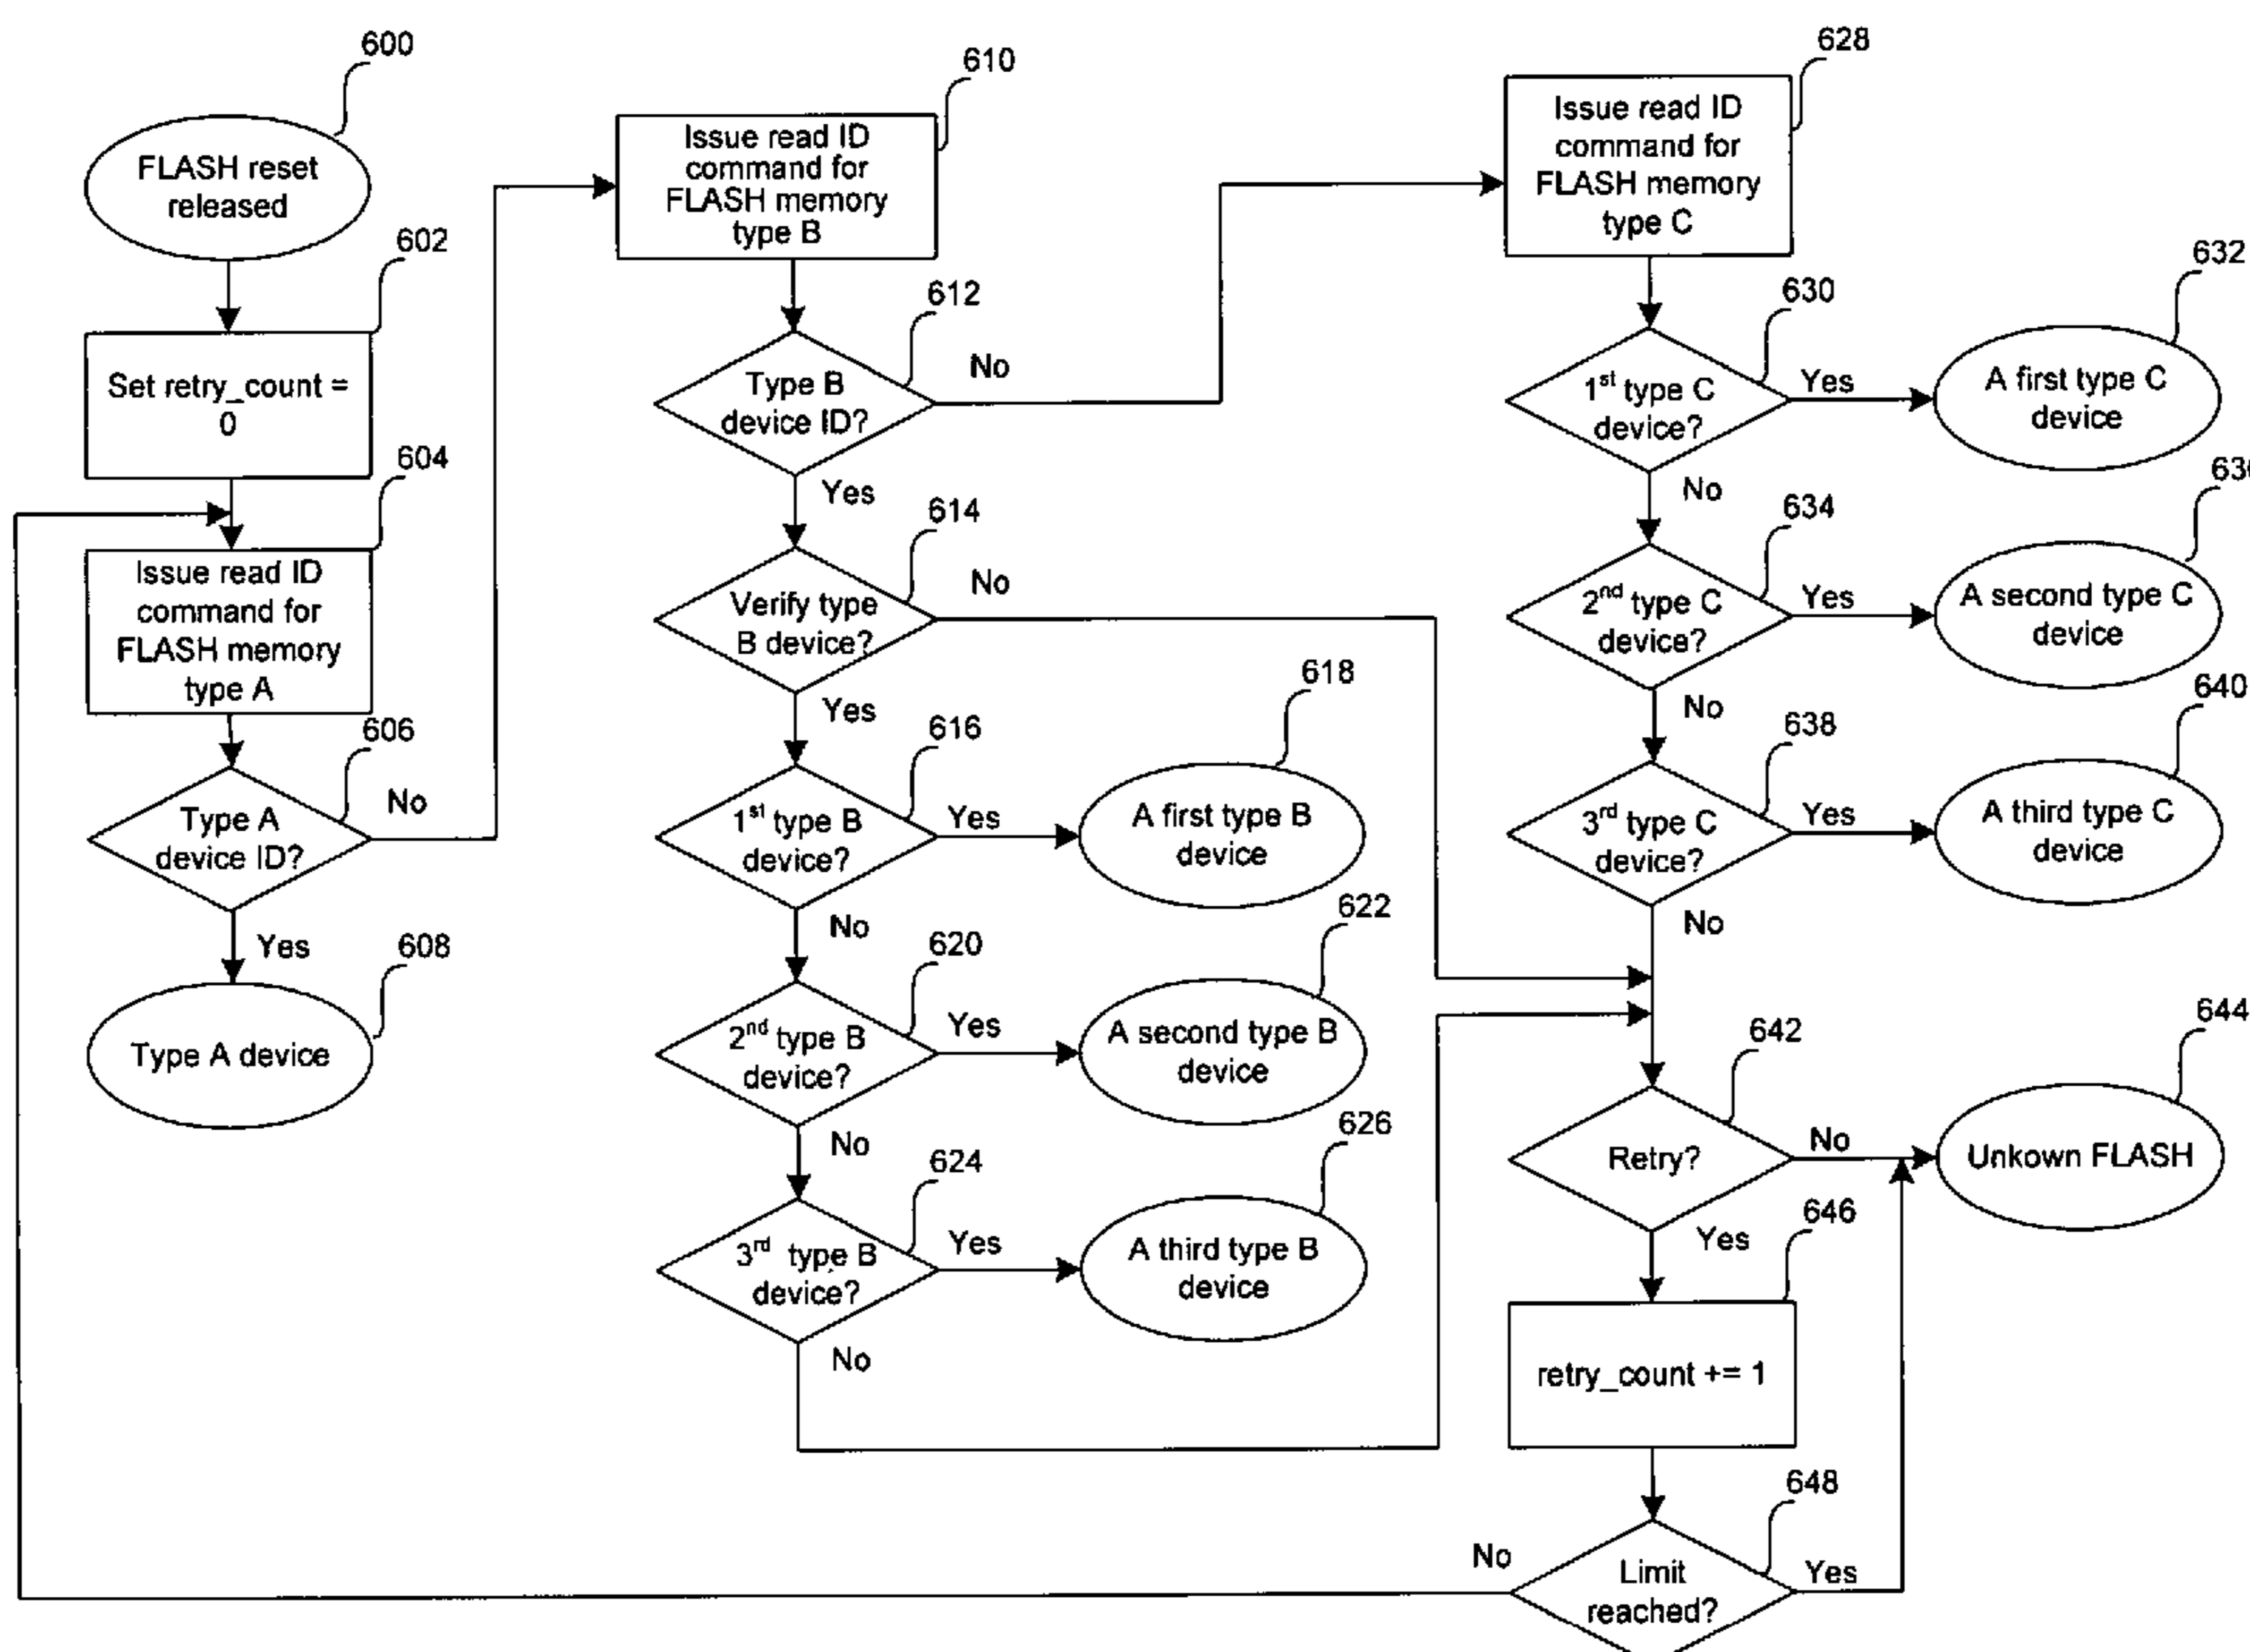 600
FLASH reset
released
602
Set retry_count =
0
604
Issue read ID
command for
FLASH memory
type A
606
Type A
device ID?
No
Yes
608
Type A device
610
Issue read ID
command for
FLASH memory
type B
612
Type B
device ID?
No
Yes
614
Verify type
B device?
No
Yes
616
1st type B
device?
Yes
618
A first type B
device
No
620
2nd type B
device?
Yes
622
A second type B
device
No
624
3rd type B
device?
Yes
626
A third type B
device
No
628
Issue read ID
command for
FLASH memory
type C
630
1st type C
device?
Yes
632
A first type C
device
No
634
2nd type C
device?
Yes
A second type C
device
No
638
3rd type C
device?
Yes
640
A third type C
device
No
642
Retry?
No
644
Unkown FLASH
Yes
646
retry_count += 1
648
Limit
reached?
No
Yes